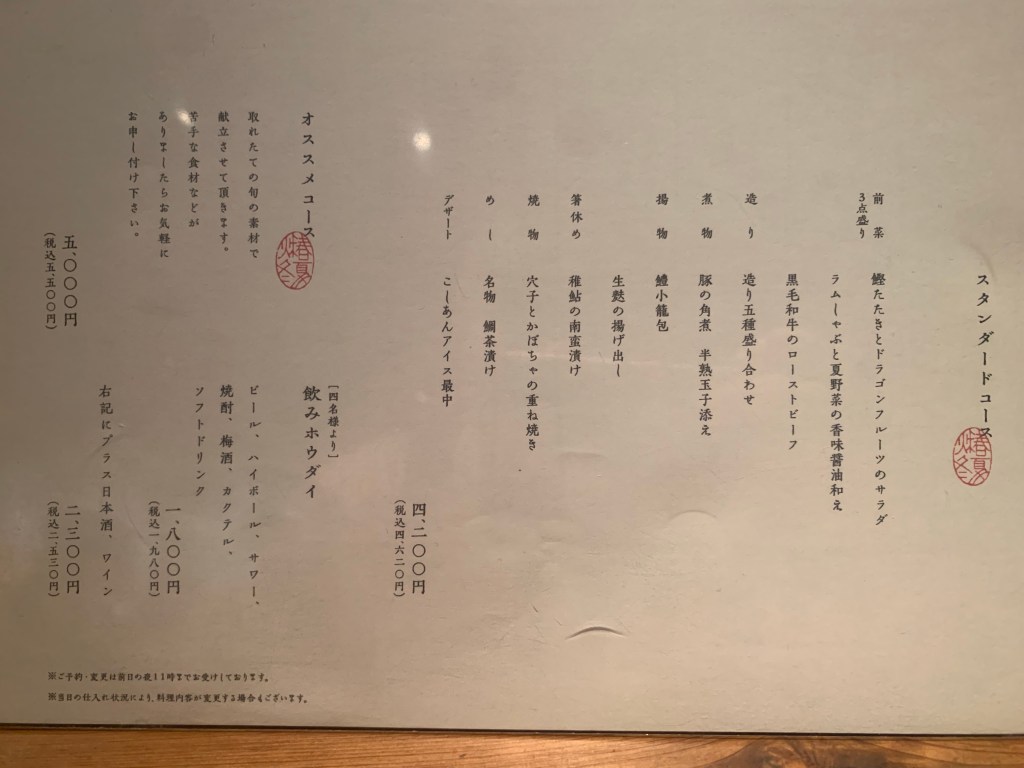 スタンダードコース
前菜
3点盛り
鰹たたきとドラゴンフルーツのサラダ
ラムしゃぶと夏野菜の香味醤油和え
黒毛和牛のローストビーフ
造り 造り五種盛り合わせ
煮物 豚の角煮 半熟玉子添え
揚物 鱧小籠包
生麩の揚げ出し
箸休め 稚鮎の南蛮漬け
焼物 穴子とかぼちゃの重ね焼き
めし 名物 鯛茶漬け
デザート こしあんアイス最中
四、二〇〇円
(税込四、六二〇円)
オススメコース
取れたての旬の素材で
献立させて頂きます。
苦手な食材などが
ありましたらお気軽に
お申し付け下さい。
五、〇〇〇円
(税込五、五〇〇円)
[四名様より]
飲みホウダイ
ビール、ハイボール、サワー、
焼酎、梅酒、カクテル、
ソフトドリンク
一、八〇〇円
(税込一、九八〇円)
右記にプラス日本酒、ワイン
二、三〇〇円
(税込二、五三〇円)
※ご予約・変更は前日の夜11時までお受けしております。
※当日の仕入れ状況により、料理内容が変更する場合もございます。